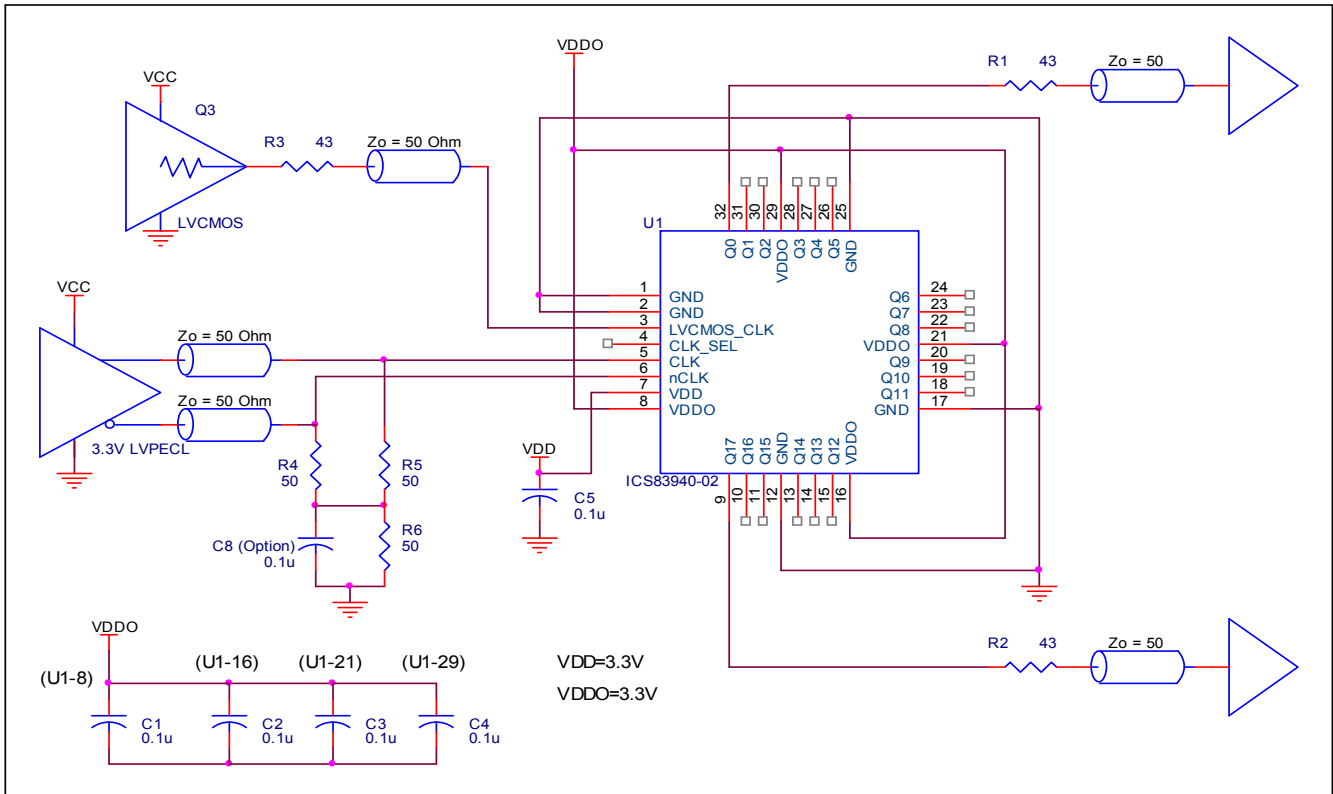 VDDO
R1 43 Zo = 50
VCC
Q3
R3 43 Zo = 50 Ohm
LVCMOS
U1
32 31 30 29 28 27 26 25
Q0 Q1 Q2 VDDO Q3 Q4 Q5 GND
1 GND
2 GND
3 LVCMOS_CLK
4 CLK_SEL
5 CLK
6 nCLK
7 VDD
8 VDDO
Q6 24
Q7 23
Q8 22
VDDO 21
Q9 20
Q10 19
Q11 18
GND 17
Q17 Q16 Q15 GND Q14 Q13 Q12 VDDO
9 10 11 12 13 14 15 16
ICS83940-02
VCC
Zo = 50 Ohm
Zo = 50 Ohm
3.3V LVPECL
R4
50
R5
50
R6
50
C8 (Option)
0.1u
VDD
C5
0.1u
R2 43 Zo = 50
VDDO
(U1-8) (U1-16) (U1-21) (U1-29)
C1
0.1u
C2
0.1u
C3
0.1u
C4
0.1u
VDD=3.3V
VDDO=3.3V